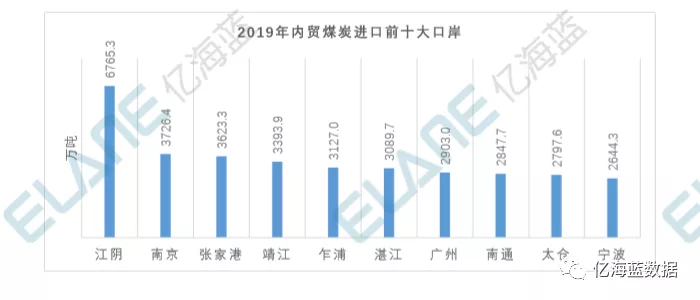 2019年内贸煤炭进口前十大口岸
万吨
6765.3
3726.4
3623.3
3393.9
3127.0
3089.7
2903.0
2847.7
2797.6
2644.3
江阴 南京 张家港 靖江 乍浦 湛江 广州 南通 太仓 宁波
ELANE 亿海蓝
ELANE 亿海蓝
亿海蓝数据